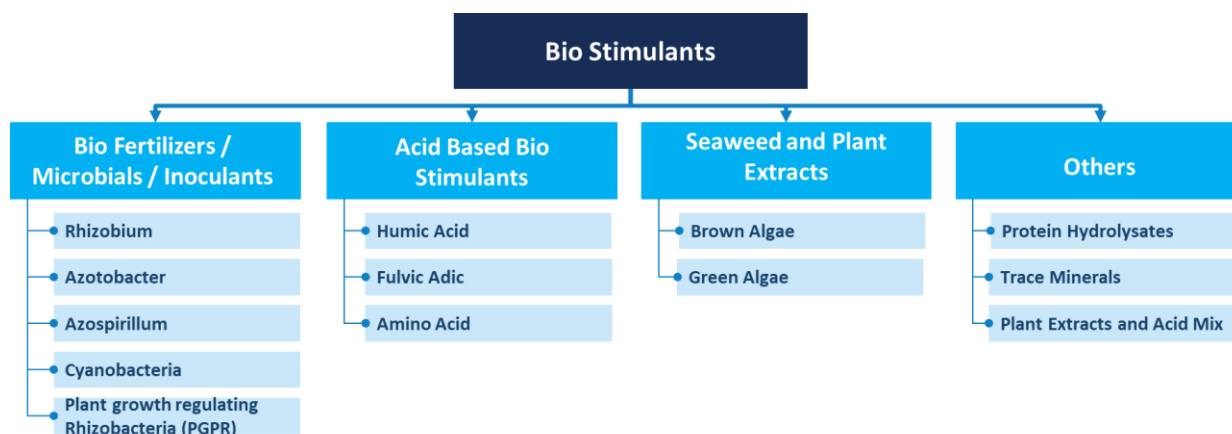 Bio Stimulants
Bio Fertilizers /
Microbials / Inoculants
Rhizobium
Azotobacter
Azospirillum
Cyanobacteria
Plant growth regulating
Rhizobacteria (PGPR)
Acid Based Bio
Stimulants
Humic Acid
Fulvic Adic
Amino Acid
Seaweed and Plant
Extracts
Brown Algae
Green Algae
Others
Protein Hydrolysates
Trace Minerals
Plant Extracts and Acid Mix